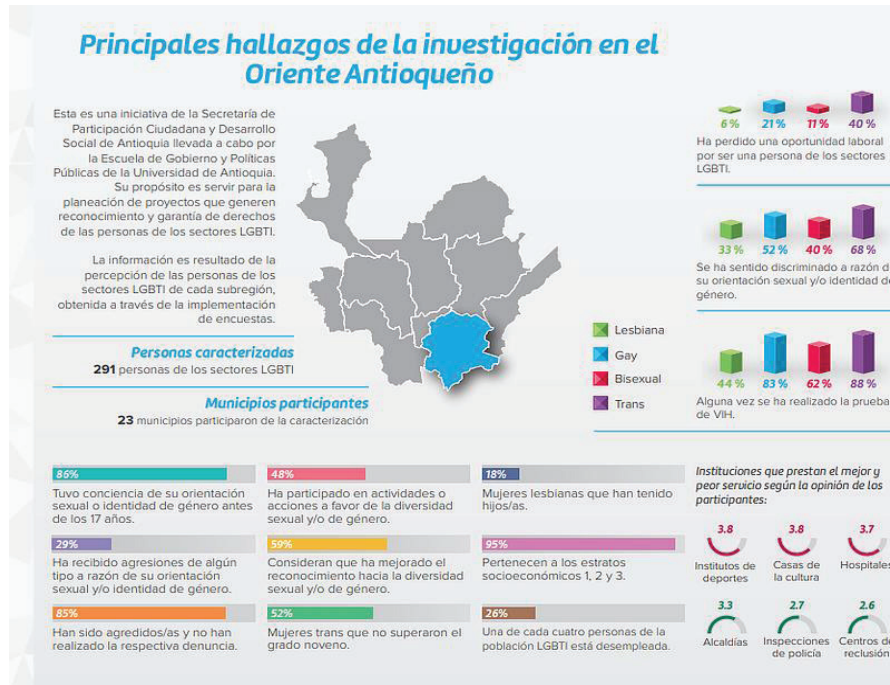 Principales hallazgos de la investigación en el
Oriente Antioqueño
Esta es una iniciativa de la Secretaría de
Participación Ciudadana y Desarrollo
Social de Antioquia llevada a cabo por
la Escuela de Gobierno y Políticas
Públicas de la Universidad de Antioquia.
Su propósito es servir para la
planeación de proyectos que generen
reconocimiento y garantía de derechos
de las personas de los sectores LGBTI.
La información es resultado de la
percepción de las personas de los
sectores LGBTI de cada subregión,
obtenida a través de la implementación
de encuestas.
Personas caracterizadas
291 personas de los sectores LGBTI
Municipios participantes
23 municipios participaron de la caracterización
Lesbiana
Gay
Bisexual
Trans
6 % 21 % 11 % 40 %
Ha perdido una oportunidad laboral
por ser una persona de los sectores
LGBTI.
33 % 52 % 40 % 68 %
Se ha sentido discriminado a razón d
su orientación sexual y/o identidad de
género.
44 % 83 % 62 % 88 %
Alguna vez se ha realizado la prueba
de VIH.
86%
Tuvo conciencia de su orientación
sexual o identidad de género antes
de los 17 años.
48%
Ha participado en actividades o
acciones a favor de la diversidad
sexual y/o de género.
18%
Mujeres lesbianas que han tenido
hijos/as.
29%
Ha recibido agresiones de algún
tipo a razón de su orientación
sexual y/o identidad de género.
59%
Consideran que ha mejorado el
reconocimiento hacia la diversidad
sexual y/o de género.
95%
Pertenecen a los estratos
socioeconómicos 1, 2 y 3.
85%
Han sido agredidos/as y no han
realizado la respectiva denuncia.
52%
Mujeres trans que no superaron el
grado noveno.
26%
Una de cada cuatro personas de la
población LGBTI está desempleada.
Instituciones que prestan el mejor y
peor servicio según la opinión de los
participantes:
3.8
Institutos de
deportes
3.8
Casas de
la cultura
3.7
Hospitales
3.3
Alcaldías
2.7
Inspecciones
de policía
2.6
Centros de
reclusión